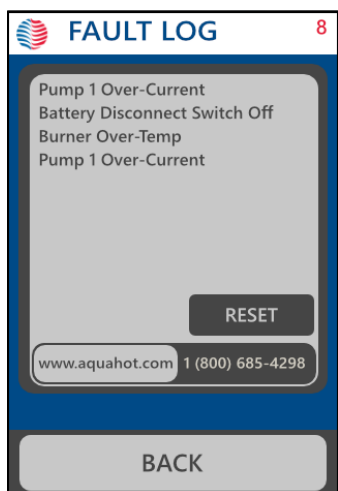 FAULT LOG 8
Pump 1 Over-Current
Battery Disconnect Switch Off
Burner Over-Temp
Pump 1 Over-Current
RESET
www.aquahot.com 1 (800) 685-4298
BACK